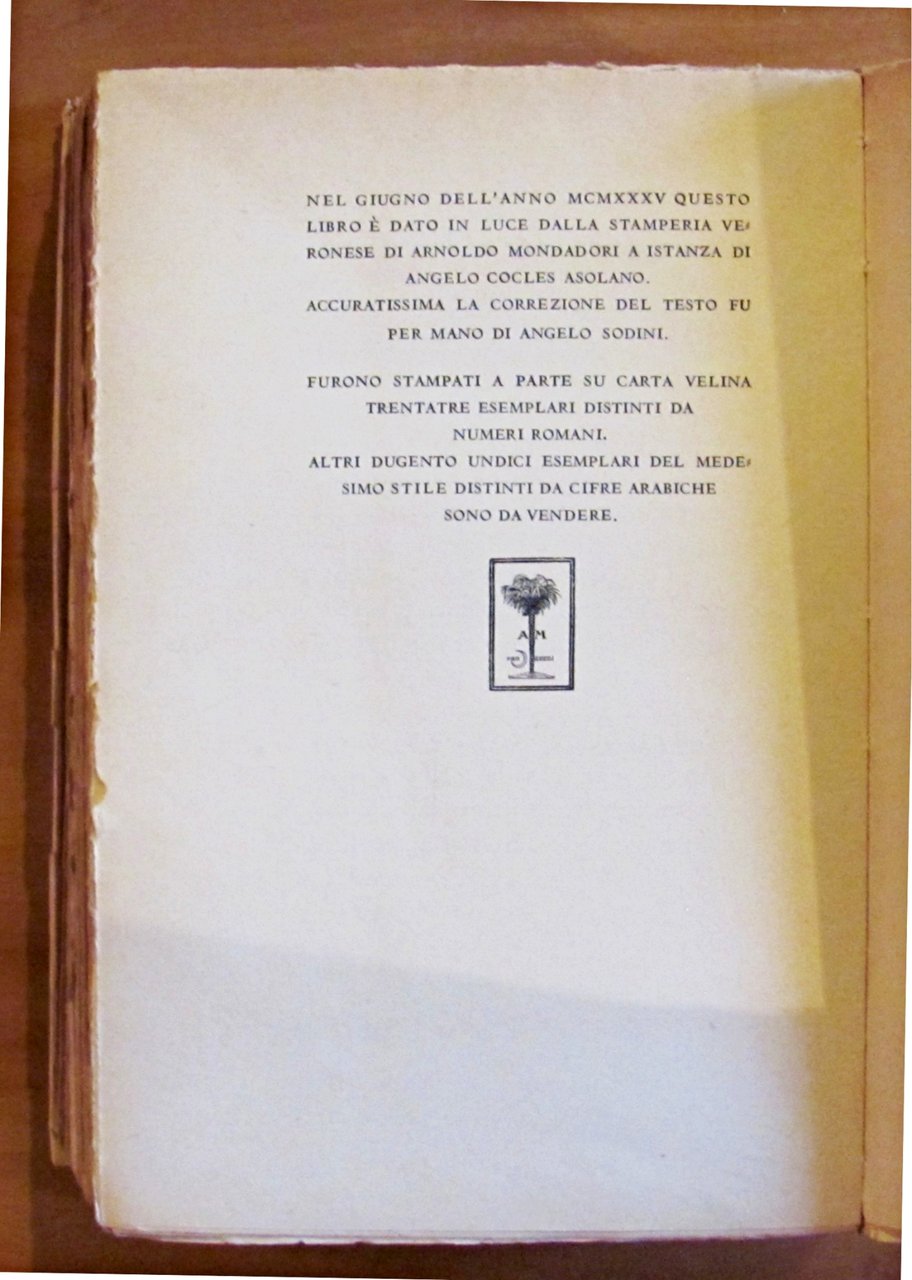 NEL GIUGNO DELL'ANNO MCMXXXV QUESTO
LIBRO È DATO IN LUCE DALLA STAMPERIA VE=
RONESE DI ARNOLDO MONDADORI A ISTANZA DI
ANGELO COCLES ASOLANO.
ACCURATISSIMA LA CORREZIONE DEL TESTO FU
PER MANO DI ANGELO SODINI.
FURONO STAMPATI A PARTE SU CARTA VELINA
TRENTATRE ESEMPLARI DISTINTI DA
NUMERI ROMANI.
ALTRI DUGENTO UNDICI ESEMPLARI DEL MEDE=
SIMO STILE DISTINTI DA CIFRE ARABICHE
SONO DA VENDERE.
A M